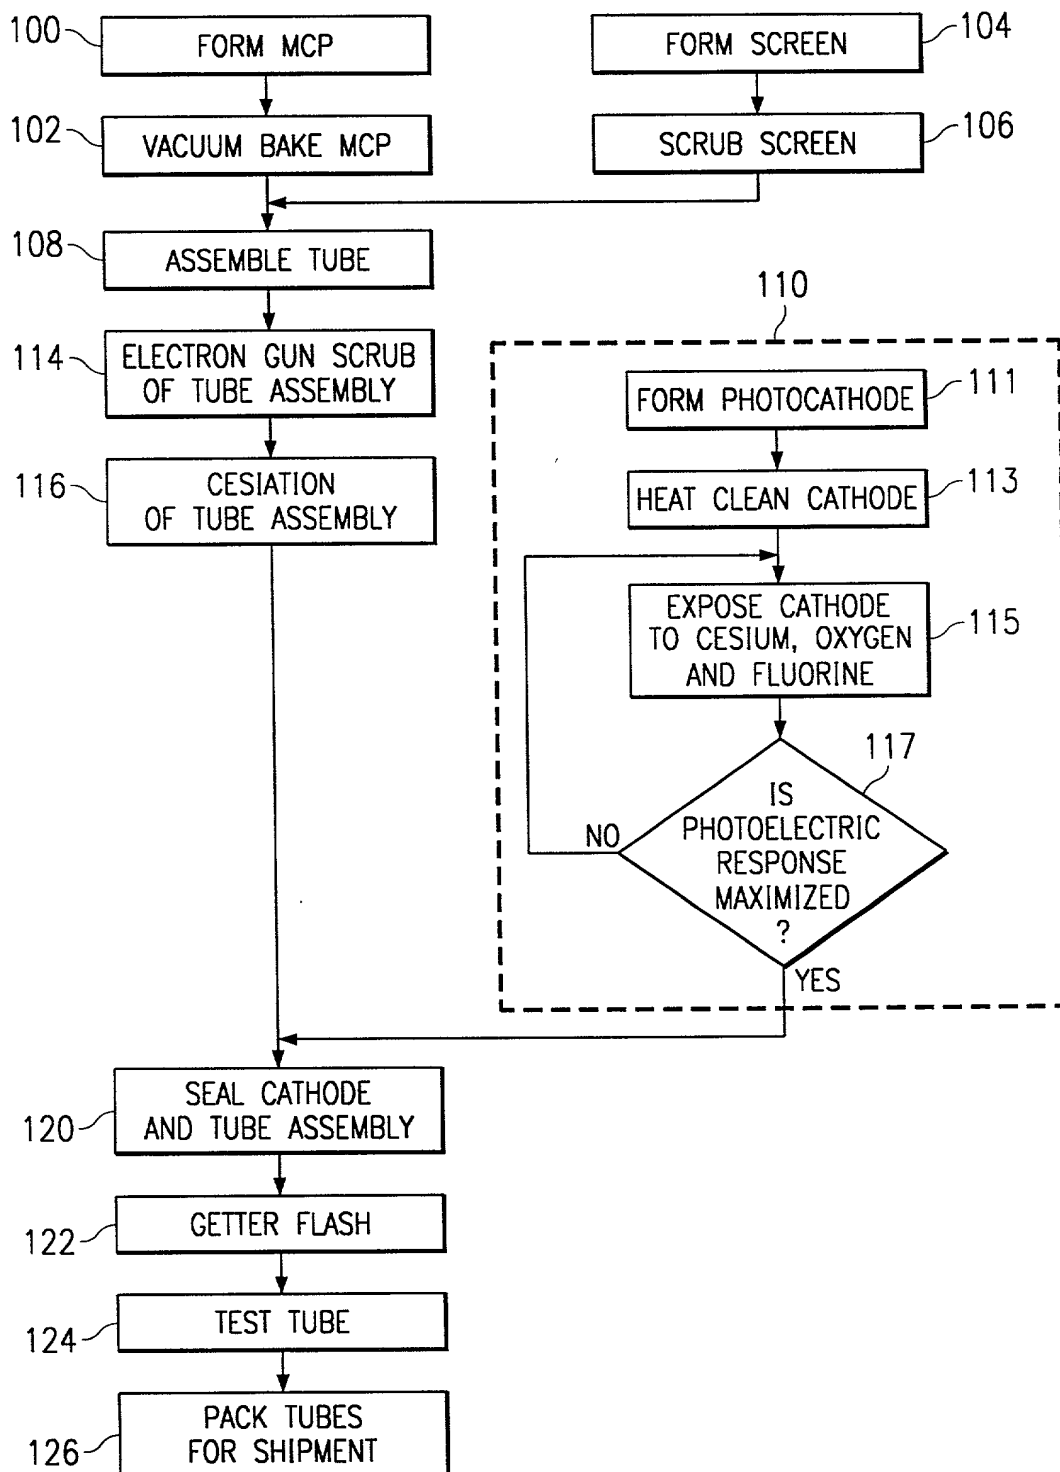 100
FORM MCP
FORM SCREEN
104
102
VACUUM BAKE MCP
SCRUB SCREEN
106
108
ASSEMBLE TUBE
110
114
ELECTRON GUN SCRUB
OF TUBE ASSEMBLY
FORM PHOTOCATHODE
111
116
CESIATION
OF TUBE ASSEMBLY
HEAT CLEAN CATHODE
113
EXPOSE CATHODE
TO CESIUM, OXYGEN
AND FLUORINE
115
117
IS
PHOTOELECTRIC
RESPONSE
MAXIMIZED
?
NO
YES
120
SEAL CATHODE
AND TUBE ASSEMBLY
122
GETTER FLASH
124
TEST TUBE
126
PACK TUBES
FOR SHIPMENT